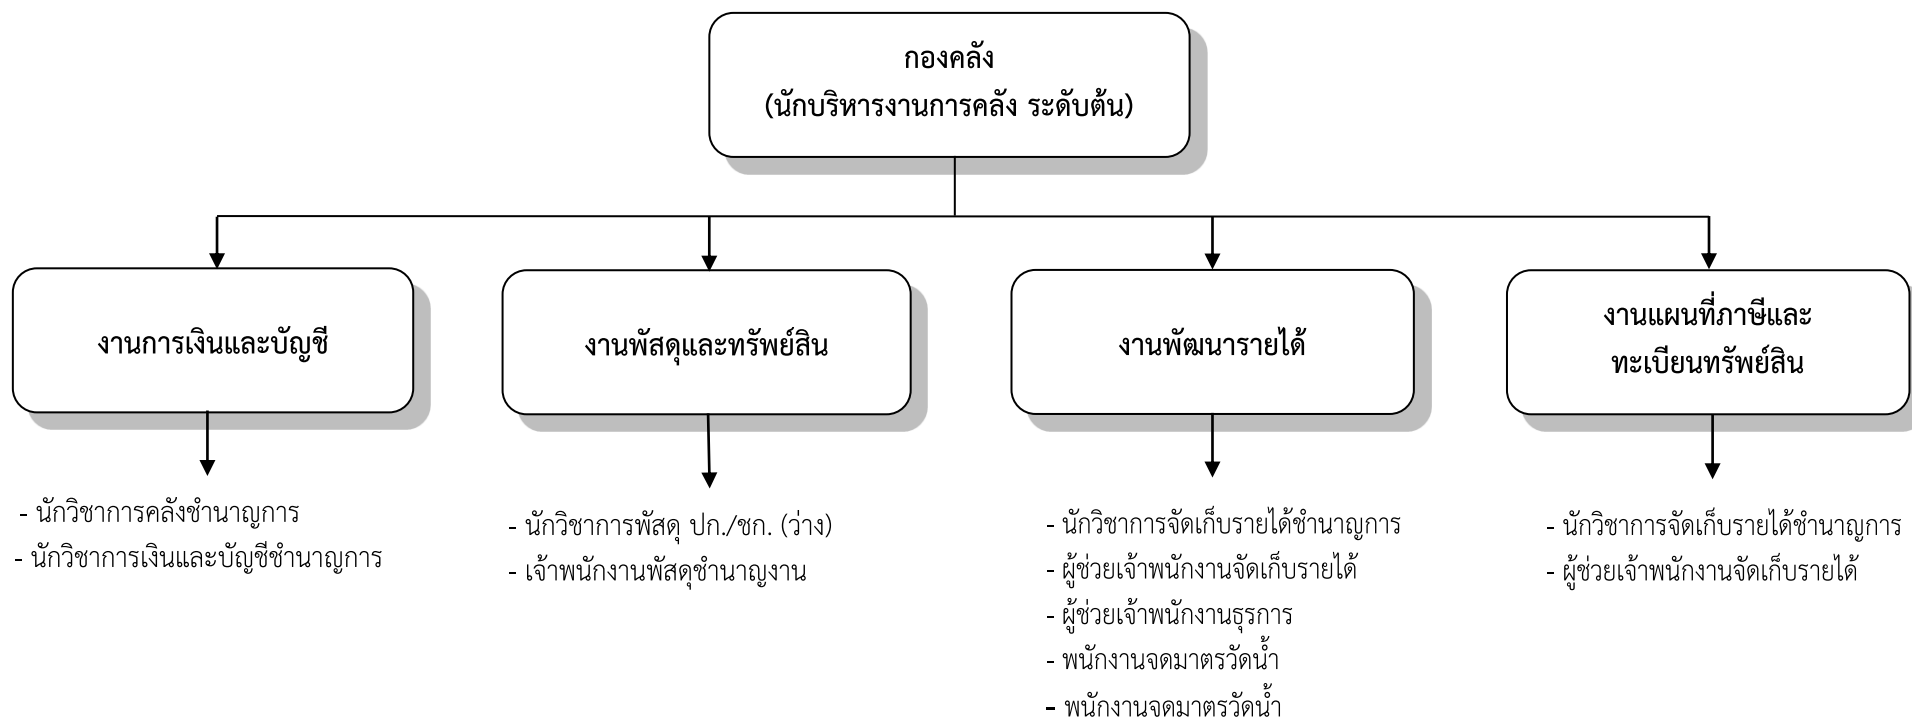 กองคลัง
(นักบริหารงานการคลัง ระดับต้น)
งานการเงินและบัญชี
- นักวิชาการคลังชำนาญการ
- นักวิชาการเงินและบัญชีชำนาญการ
งานพัสดุและทรัพย์สิน
- นักวิชาการพัสดุ ปก./ชก. (ว่าง)
- เจ้าพนักงานพัสดุชำนาญงาน
งานพัฒนารายได้
- นักวิชาการจัดเก็บรายได้ชำนาญการ
- ผู้ช่วยเจ้าพนักงานจัดเก็บรายได้
- ผู้ช่วยเจ้าพนักงานธุรการ
- พนักงานจดมาตรวัดน้ำ
- พนักงานจดมาตรวัดน้ำ
งานแผนที่ภาษีและ
ทะเบียนทรัพย์สิน
- นักวิชาการจัดเก็บรายได้ชำนาญการ
- ผู้ช่วยเจ้าพนักงานจัดเก็บรายได้